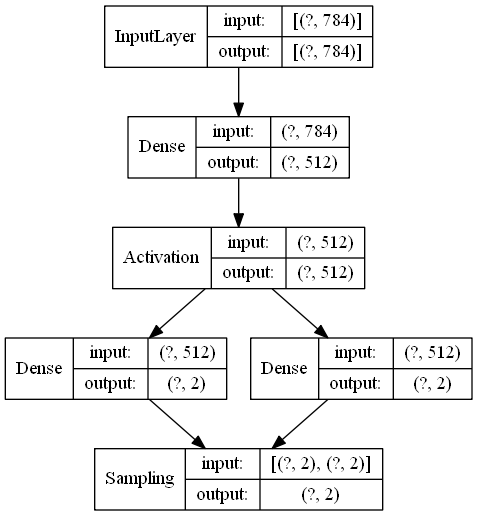 InputLayer
input: [(?, 784)]
output: [(?, 784)]
Dense
input: (?, 784)
output: (?, 512)
Activation
input: (?, 512)
output: (?, 512)
Dense
input: (?, 512)
output: (?, 2)
Dense
input: (?, 512)
output: (?, 2)
Sampling
input: [(?, 2), (?, 2)]
output: (?, 2)